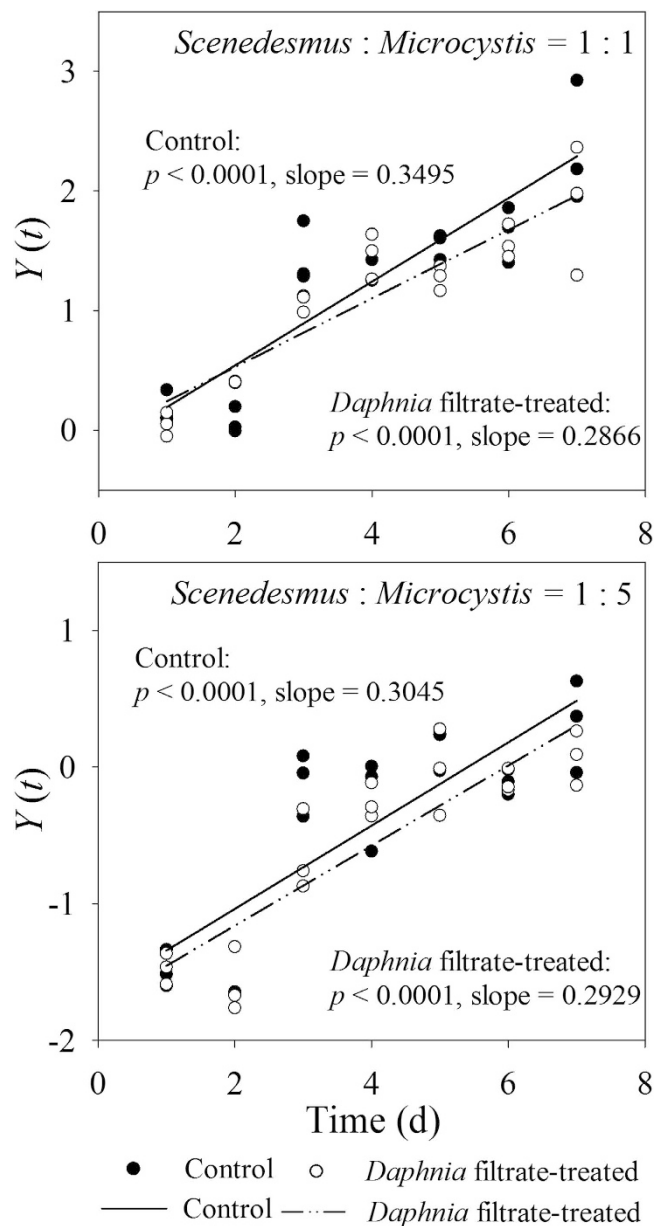 Scenedesmus : Microcystis = 1 : 1
3
Control:
p < 0.0001, slope = 0.3495
2
Y (t)
1
Daphnia filtrate-treated:
p < 0.0001, slope = 0.2866
0
0 2 4 6 8
Scenedesmus : Microcystis = 1 : 5
1
Control:
p < 0.0001, slope = 0.3045
0
Y (t)
-1
Daphnia filtrate-treated:
p < 0.0001, slope = 0.2929
-2
0 2 4 6 8
Time (d)
Control Daphnia filtrate-treated
Control Daphnia filtrate-treated